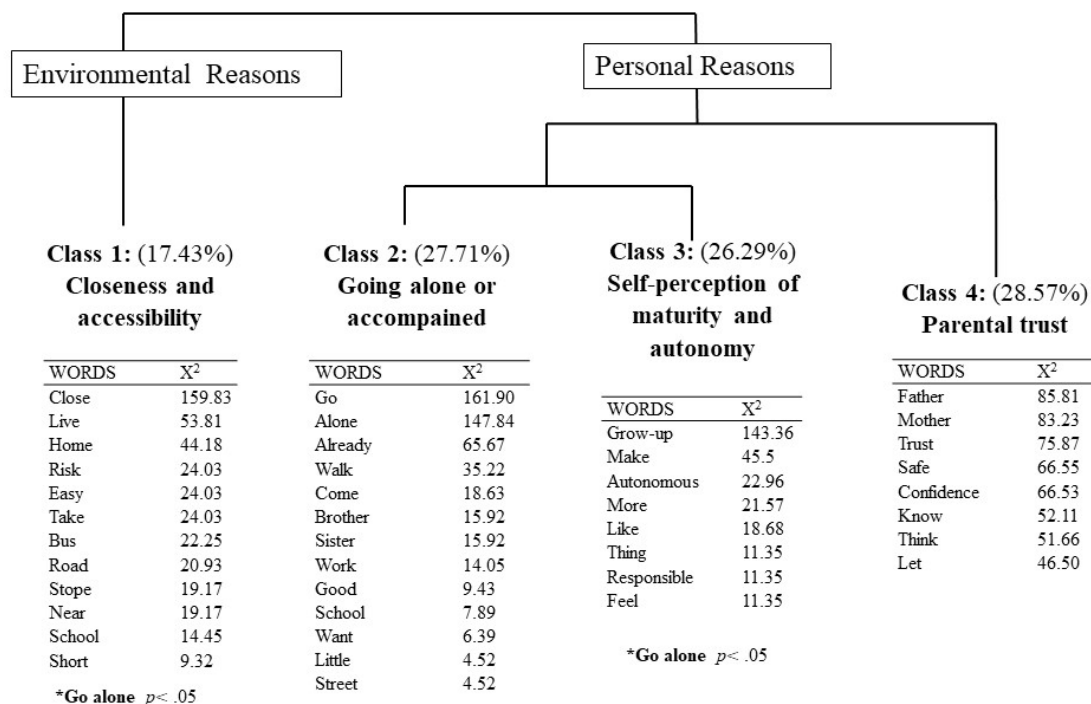 Environmental Reasons
Personal Reasons
Class 1: (17.43%)
Closeness and
accessibility
WORDS X²
Close 159.83
Live 53.81
Home 44.18
Risk 24.03
Easy 24.03
Take 24.03
Bus 22.25
Road 20.93
Stope 19.17
Near 19.17
School 14.45
Short 9.32
*Go alone p< .05
Class 2: (27.71%)
Going alone or
accompained
WORDS X²
Go 161.90
Alone 147.84
Already 65.67
Walk 35.22
Come 18.63
Brother 15.92
Sister 15.92
Work 14.05
Good 9.43
School 7.89
Want 6.39
Little 4.52
Street 4.52
Class 3: (26.29%)
Self-perception of
maturity and
autonomy
WORDS X²
Grow-up 143.36
Make 45.5
Autonomous 22.96
More 21.57
Like 18.68
Thing 11.35
Responsible 11.35
Feel 11.35
*Go alone p< .05
Class 4: (28.57%)
Parental trust
WORDS X²
Father 85.81
Mother 83.23
Trust 75.87
Safe 66.55
Confidence 66.53
Know 52.11
Think 51.66
Let 46.50